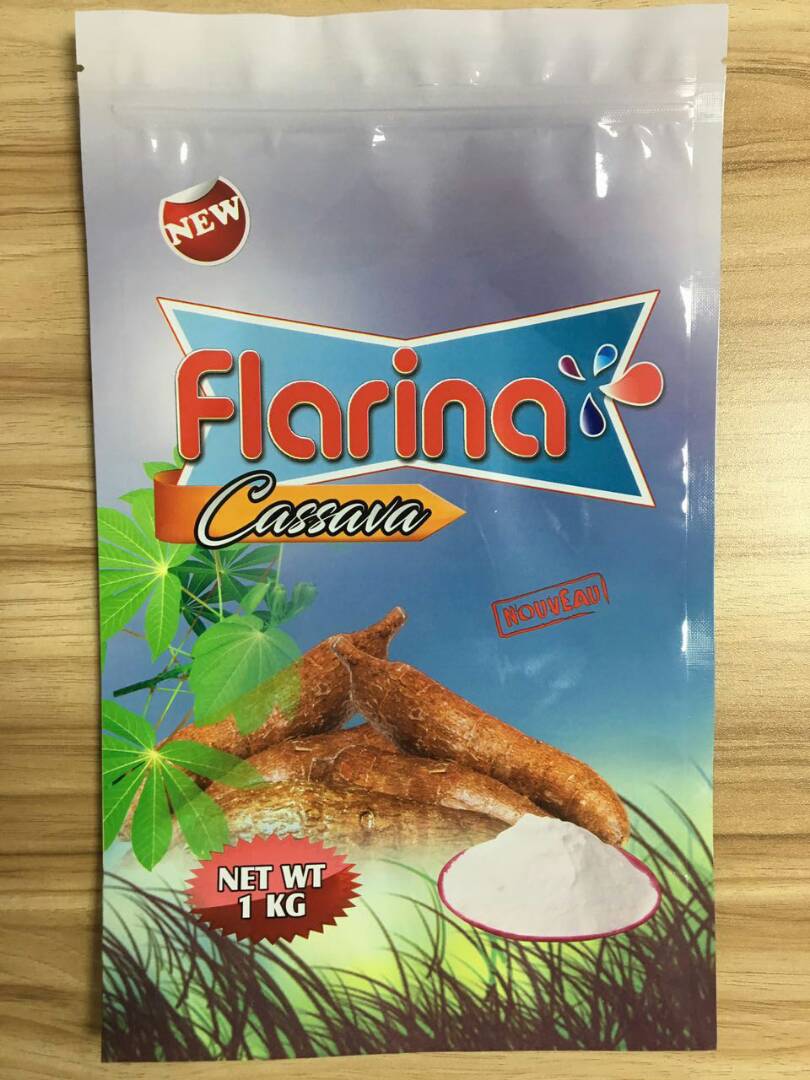 NEW
Flarina
Cassava
NOUVEAU
NET WT
1 KG